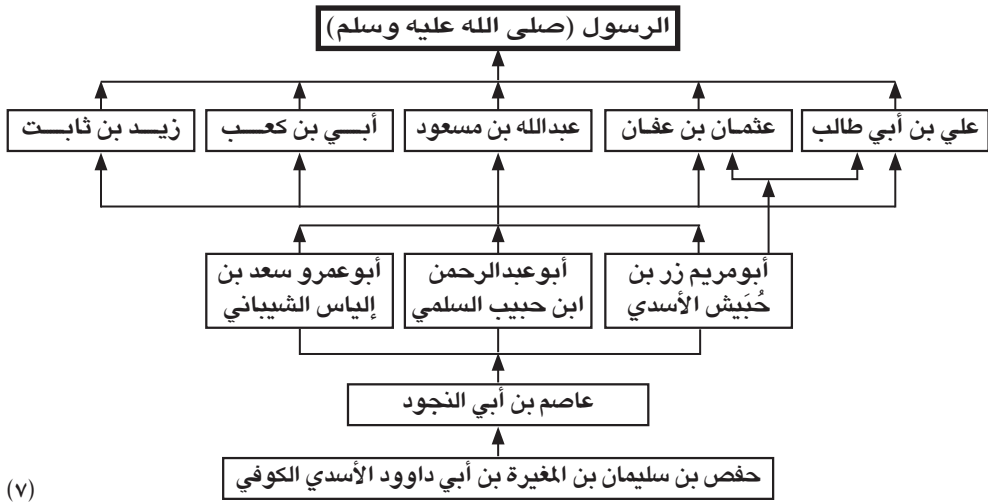 الرسول (صلى الله عليه وسلم)
علي بن أبي طالب
عثمان بن عفان
عبدالله بن مسعود
أبي بن كعب
زيد بن ثابت
أبومريم زر بن
حُبَيش الأسدي
أبوعبدالرحمن
ابن حبيب السلمي
أبوعمرو سعد بن
إلياس الشيباني
عاصم بن أبي النجود
حفص بن سليمان بن المغيرة بن أبي داوود الأسدي الكوفي
(٧)